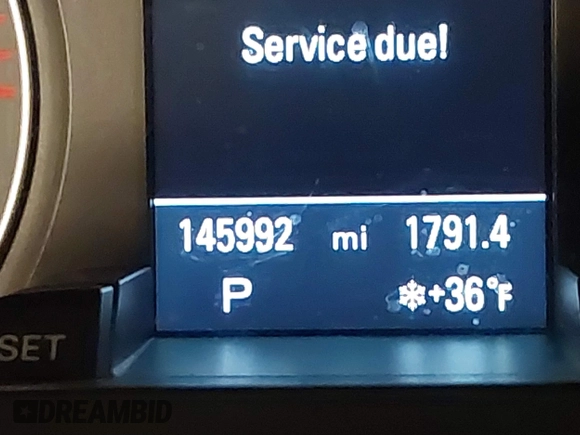 Service due!
145992 mi 1791.4
P ❄+36°F
SET
DREAMBID